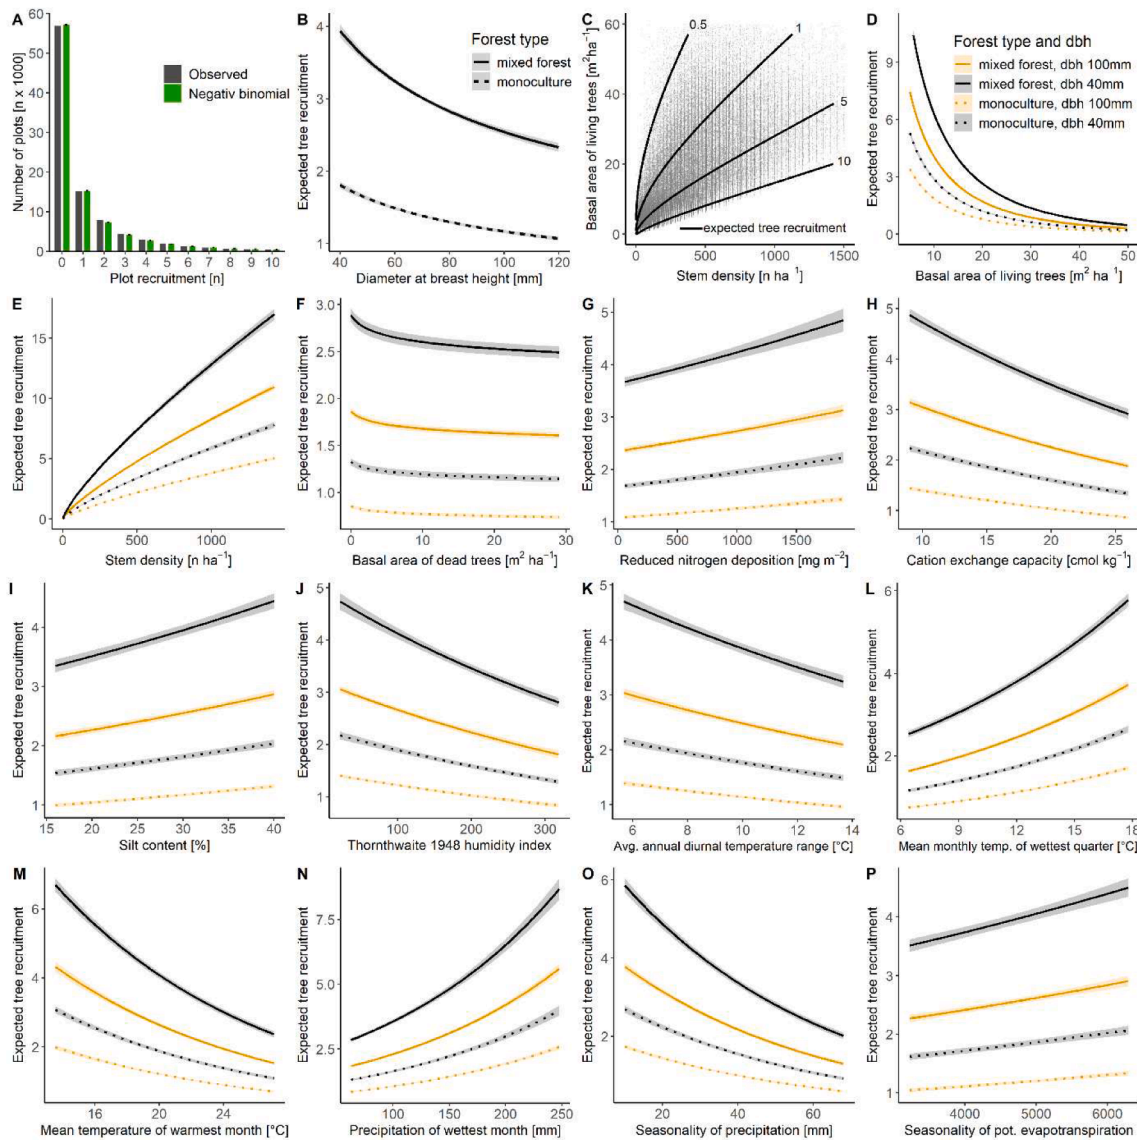 A
Number of plots [n x 1000]
60
50
40
30
20
10
0
Observed
Negativ binomial
0 1 2 3 4 5 6 7 8 9 10
Plot recruitment [n]
B
Expected tree recruitment
4
3
2
1
Forest type
mixed forest
monoculture
40 60 80 100 120
Diameter at breast height [mm]
C
Basal area of living trees [m²ha⁻¹]
60
40
20
0
0.5
1
5
10
expected tree recruitment
0 500 1000 1500
Stem density [n ha⁻¹]
D
Expected tree recruitment
9
6
3
0
Forest type and dbh
mixed forest, dbh 100mm
mixed forest, dbh 40mm
monoculture, dbh 100mm
monoculture, dbh 40mm
10 20 30 40 50
Basal area of living trees [m² ha⁻¹]
E
Expected tree recruitment
15
10
5
0
0 500 1000
Stem density [n ha⁻¹]
F
Expected tree recruitment
3.0
2.5
2.0
1.5
1.0
0 10 20 30
Basal area of dead trees [m² ha⁻¹]
G
Expected tree recruitment
5
4
3
2
1
0 500 1000 1500
Reduced nitrogen deposition [mg m⁻²]
H
Expected tree recruitment
5
4
3
2
1
10 15 20 25
Cation exchange capacity [cmol kg⁻¹]
I
Expected tree recruitment
4
3
2
1
15 20 25 30 35 40
Silt content [%]
J
Expected tree recruitment
5
4
3
2
1
100 200 300
Thornthwaite 1948 humidity index
K
Expected tree recruitment
5
4
3
2
1
6 8 10 12 14
Avg. annual diurnal temperature range [°C]
L
Expected tree recruitment
6
4
2
6 9 12 15 18
Mean monthly temp. of wettest quarter [°C]
M
Expected tree recruitment
6
4
2
16 20 24
Mean temperature of warmest month [°C]
N
Expected tree recruitment
7.5
5.0
2.5
100 150 200 250
Precipitation of wettest month [mm]
O
Expected tree recruitment
6
4
2
20 40 60
Seasonality of precipitation [mm]
P
Expected tree recruitment
5
4
3
2
1
4000 5000 6000
Seasonality of pot. evapotranspiration